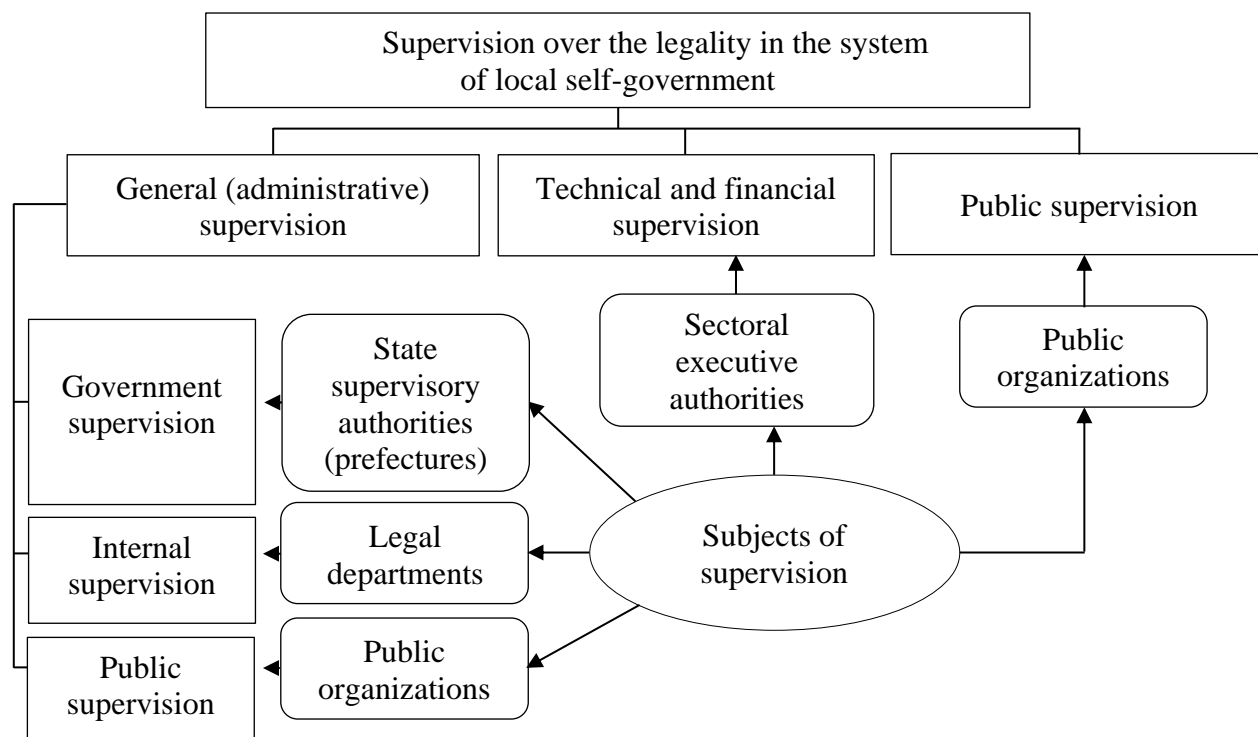 Supervision over the legality in the system
of local self-government
General (administrative)
supervision
Technical and financial
supervision
Public supervision
Government
supervision
State
supervisory
authorities
(prefectures)
Sectoral
executive
authorities
Public
organizations
Internal
supervision
Legal
departments
Subjects of
supervision
Public
supervision
Public
organizations